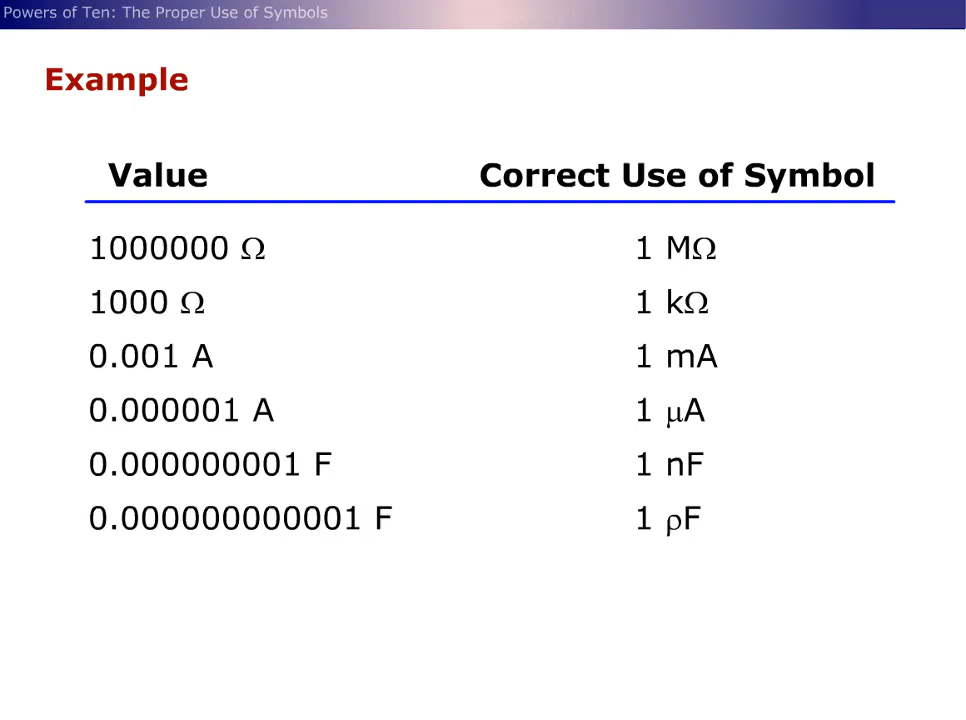 Powers of Ten: The Proper Use of Symbols
Example
Value Correct Use of Symbol
1000000 Ω 1 MΩ
1000 Ω 1 kΩ
0.001 A 1 mA
0.000001 A 1 μA
0.000000001 F 1 nF
0.000000000001 F 1 ρF